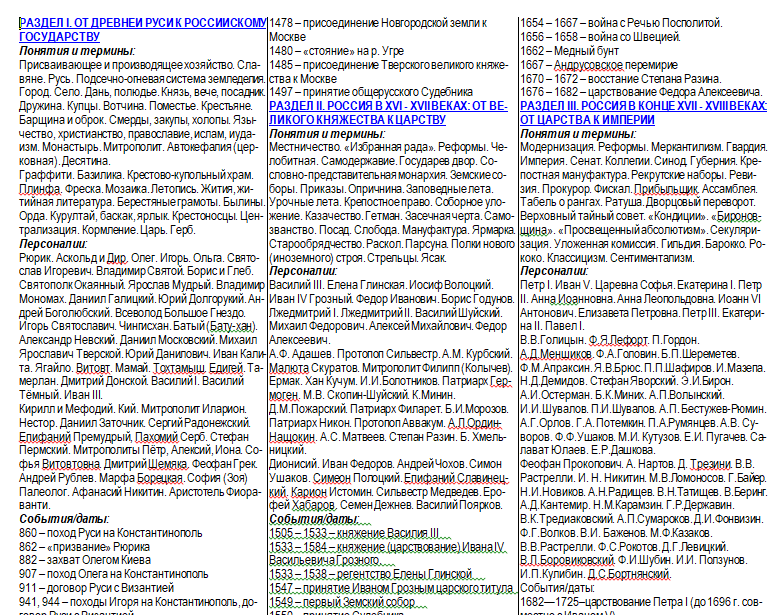 РАЗДЕЛ I. ОТ ДРЕВНЕЙ РУСИ К РОССИЙСКОМУ
ГОСУДАРСТВУ
Понятия и термины:
Присваивающее и производящее хозяйство. Сла-
вяне. Русь. Подсечно-огневая система земледелия.
Город. Село. Дань, полюдье. Князь, вече, посадник.
Дружина. Купцы. Вотчина. Поместье. Крестьяне.
Барщина и оброк. Смерды, закупы, холопы. Язы-
чество, христианство, православие, ислам, иуда-
изм. Монастырь. Митрополит. Автокефалия (цер-
ковная). Десятина.
Граффити. Базилика. Крестово-купольный храм.
Плинфа. Фреска. Мозаика. Летопись. Жития, жи-
тийная литература. Берестяные грамоты. Былины.
Орда. Курултай, баскак, ярлык. Крестоносцы. Цен-
трализация. Кормление. Царь. Герб.
Персоналии:
Рюрик. Аскольд и Дир, Олег. Игорь. Ольга. Свято-
слав Игоревич. Владимир Святой. Борис и Глеб.
Святополк Окаянный. Ярослав Мудрый. Владимир
Мономах. Даниил Галицкий. Юрий Долгорукий. Ан-
дрей Боголюбский. Всеволод Большое Гнездо.
Игорь Святославич. Чингисхан. Батый (Бату-хан).
Александр Невский. Даниил Московский. Михаил
Ярославич Тверской. Юрий Данилович. Иван Кали-
та. Ягайло. Витовт. Мамай. Тохтамыш. Едигей. Та-
мерлан. Дмитрий Донской. Василий I. Василий
Тёмный. Иван III.
Кирилл и Мефодий. Кий. Митрополит Иларион.
Нестор. Даниил Заточник. Сергий Радонежский.
Епифаний Премудрый, Пахомий Серб. Стефан
Пермский. Митрополиты Пётр, Алексий, Иона. Со-
фья Витовтовна. Дмитрий Шемяка, Феофан Грек.
Андрей Рублев. Марфа Борецкая. София (Зоя)
Палеолог. Афанасий Никитин. Аристотель Фиора-
ванти.
События/даты:
860 – поход Руси на Константинополь
862 – «призвание» Рюрика
882 – захват Олегом Киева
907 – поход Олега на Константинополь
911 – договор Руси с Византией
941, 944 – походы Игоря на Константинополь, до-
1478 – присоединение Новгородской земли к
Москве
1480 – «стояние» на р. Угре
1485 – присоединение Тверского великого княже-
ства к Москве
1497 – принятие общерусского Судебника
РАЗДЕЛ II. РОССИЯ В XVI - XVII ВЕКАХ: ОТ ВЕ-
ЛИКОГО КНЯЖЕСТВА К ЦАРСТВУ
Понятия и термины:
Местничество. «Избранная рада». Реформы. Че-
лобитная. Самодержавие. Государев двор. Со-
словно-представительная монархия. Земские со-
боры. Приказы. Опричнина. Заповедные лета.
Урочные лета. Крепостное право. Соборное уло-
жение. Казачество. Гетман. Засечная черта. Само-
званство. Посад. Слобода. Мануфактура. Ярмарка.
Старообрядчество. Раскол. Парсуна. Полки нового
(иноземного) строя. Стрельцы. Ясак.
Персоналии:
Василий III. Елена Глинская. Иосиф Волоцкий.
Иван IV Грозный. Федор Иванович. Борис Годунов.
Лжедмитрий I. Лжедмитрий II. Василий Шуйский.
Михаил Федорович. Алексей Михайлович. Федор
Алексеевич.
А.Ф. Адашев. Протопоп Сильвестр. А.М. Курбский.
Малюта Скуратов. Митрополит Филипп (Колычев).
Ермак. Хан Кучум. И.И.Болотников. Патриарх Гер-
моген. М.В. Скопин-Шуйский. К.Минин.
Д.М.Пожарский. Патриарх Филарет. Б.И.Морозов.
Патриарх Никон. Протопоп Аввакум. А.Л.Ордин-
Нащокин. А.С. Матвеев. Степан Разин. Б. Хмель-
ницкий.
Дионисий. Иван Федоров. Андрей Чохов. Симон
Ушаков. Симеон Полоцкий. Епифаний Славинец-
кий. Карион Истомин. Сильвестр Медведев. Еро-
фей Хабаров. Семен Дежнев. Василий Поярков.
События/даты:
1505 – 1533 – княжение Василия III
1533 – 1584 – княжение (царствование) Ивана IV
Васильевича Грозного
1533 – 1538 – регентство Елены Глинской
1547 – принятие Иваном Грозным царского титула
1549 – первый Земский собор
1654 – 1667 – война с Речью Посполитой.
1656 – 1658 – война со Швецией.
1662 – Медный бунт
1667 – Андрусовское перемирие
1670 – 1672 – восстание Степана Разина.
1676 – 1682 – царствование Федора Алексеевича.
РАЗДЕЛ III. РОССИЯ В КОНЦЕ XVII - XVIII ВЕКАХ:
ОТ ЦАРСТВА К ИМПЕРИИ
Понятия и термины:
Модернизация. Реформы. Меркантилизм. Гвардия.
Империя. Сенат. Коллегии. Синод. Губерния. Кре-
постная мануфактура. Рекрутские наборы. Реви-
зия. Прокурор. Фискал. Прибыльщик. Ассамблея.
Табель о рангах. Ратуша. Дворцовый переворот.
Верховный тайный совет. «Кондиции». «Биронов-
щина». «Просвещенный абсолютизм». Секуляри-
зация. Уложенная комиссия. Гильдия. Барокко. Ро-
коко. Классицизм. Сентиментализм.
Персоналии:
Петр I. Иван V. Царевна Софья. Екатерина I. Петр
II. Анна Иоанновна. Анна Леопольдовна. Иоанн VI
Антонович. Елизавета Петровна. Петр III. Екатери-
на II. Павел I.
В.В.Голицын. Ф.Я.Лефорт. П.Гордон.
А.Д.Меншиков. Ф.А.Головин. Б.П.Шереметев.
Ф.М.Апраксин. Я.В.Брюс. П.П.Шафиров. И.Мазепа.
Н.Д.Демидов. Стефан Яворский. Э.И.Бирон.
А.И.Остерман. Б.К.Миних. А.П.Волынский.
И.И.Шувалов. П.И.Шувалов. А.П. Бестужев-Рюмин.
А.Г.Орлов. Г.А.Потемкин. П.А.Румянцев. А.В. Су-
воров. Ф.Ф.Ушаков. М.И. Кутузов. Е.И. Пугачев. Са-
лават Юлаев. Е.Р.Дашкова.
Феофан Прокопович. А. Нартов. Д. Трезини. В.В.
Растрелли. И. Н. Никитин. М.В.Ломоносов. Г.Байер.
Н.И.Новиков. А.Н.Радищев. В.Н.Татищев. В.Беринг.
А.Д.Кантемир. Н.М.Карамзин. Г.Р.Державин.
В.К.Тредиаковский. А.П.Сумароков. Д.И.Фонвизин.
Ф.Г.Волков. В.И. Баженов. М.Ф.Казаков.
В.В.Растрелли. Ф.С.Рокотов. Д.Г.Левицкий.
В.Л.Боровиковский. Ф.И.Шубин. И.И. Ползунов.
И.П.Кулибин. Д.С.Бортнянский.
События/даты:
1682—1725–царствование Петра I (до 1696 г. сов-